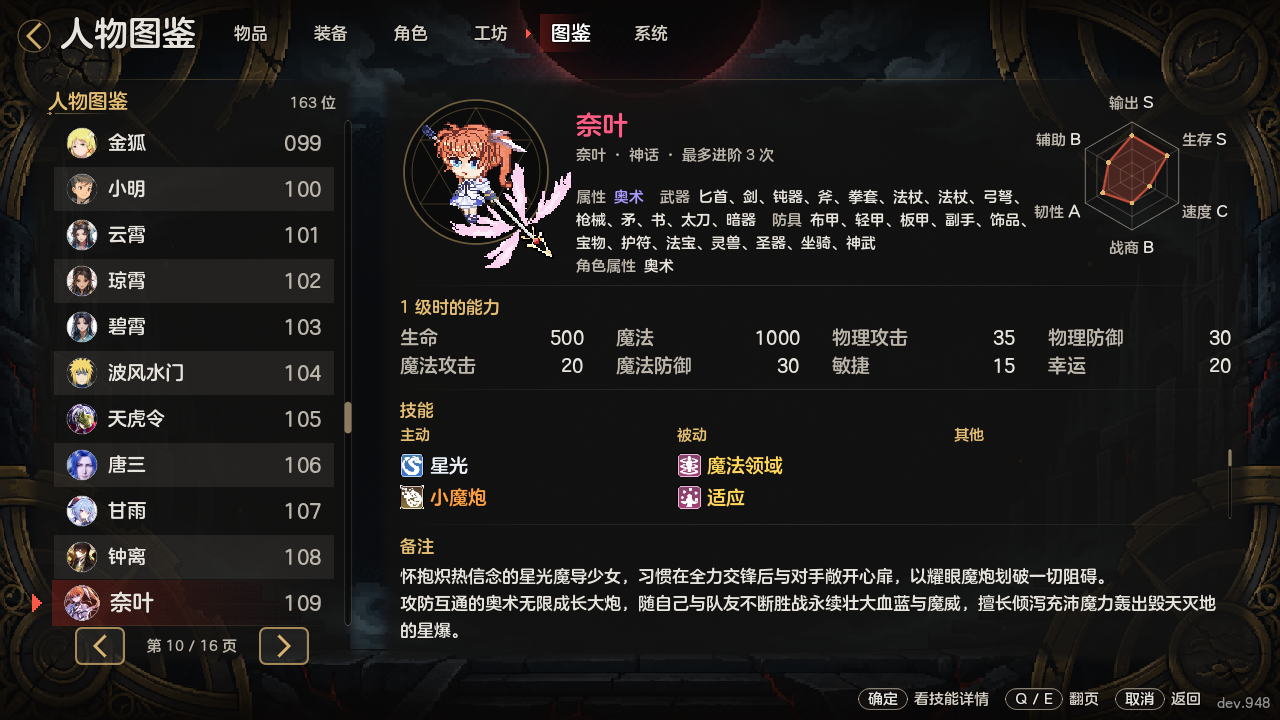 人物图鉴
物品 装备 角色 工坊 图鉴 系统
人物图鉴 163 位
金狐 099
小明 100
云霄 101
琼霄 102
碧霄 103
波风水门 104
天虎令 105
唐三 106
甘雨 107
钟离 108
奈叶 109
第 10 / 16 页
奈叶
奈叶 · 神话 · 最多进阶 3 次
属性 奥术 武器 匕首、剑、钝器、斧、拳套、法杖、法杖、弓弩、
枪械、矛、书、太刀、暗器 防具 布甲、轻甲、板甲、副手、饰品、
宝物、护符、法宝、灵兽、圣器、坐骑、神武
角色属性 奥术
输出 S
辅助 B
生存 S
韧性 A
速度 C
战商 B
1 级时的能力
生命 500 魔法 1000 物理攻击 35 物理防御 30
魔法攻击 20 魔法防御 30 敏捷 15 幸运 20
技能
主动 被动 其他
星光 魔法领域
小魔炮 适应
备注
怀抱炽热信念的星光魔导少女，习惯在全力交锋后与对手敞开心扉，以耀眼魔炮划破一切阻碍。
攻防互通的奥术无限成长大炮，随自己与队友不断胜战永续壮大血蓝与魔威，擅长倾泻充沛魔力轰出毁天灭地
的星爆。
确定 看技能详情 Q / E 翻页 取消 返回 dev.948